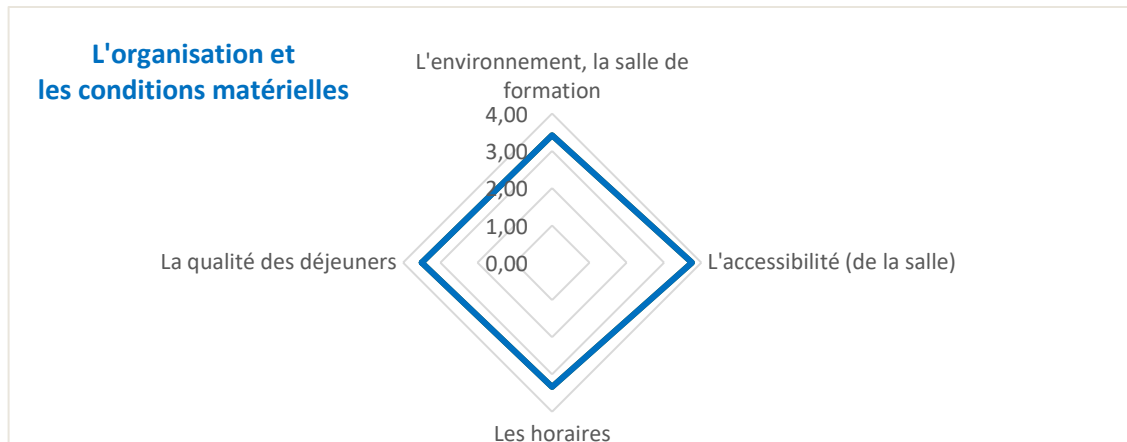 L'organisation et
les conditions matérielles
L'environnement, la salle de
formation
4,00
3,00
2,00
1,00
0,00
La qualité des déjeuners
L'accessibilité (de la salle)
Les horaires